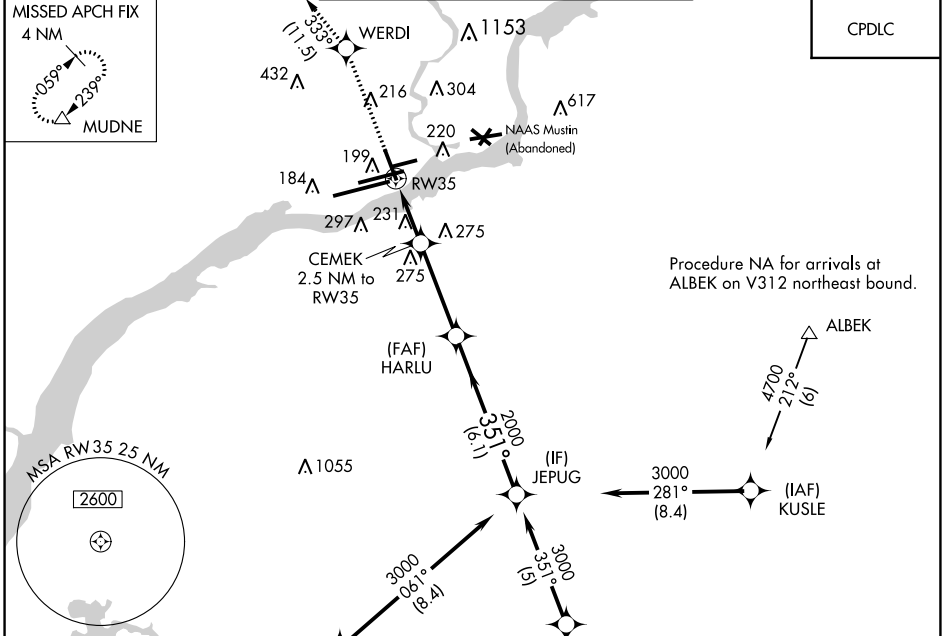 MISSED APCH FIX
4 NM
059°
239°
MUDNE
333°
(11.5)
WERDI
1153
CPDLC
432
216
304
617
NAAS Mustin
(Abandoned)
220
199
184
RW35
297
231
275
CEMEK
2.5 NM to
RW35
275
Procedure NA for arrivals at
ALBEK on V312 northeast bound.
ALBEK
(FAF)
HARLU
4700
212°
(6)
2000
351°
(6.1)
MSA RW35 25 NM
2600
1055
(IF)
JEPUG
3000
281°
(8.4)
(IAF)
KUSLE
3000
061°
(8.4)
3000
351°
(5)